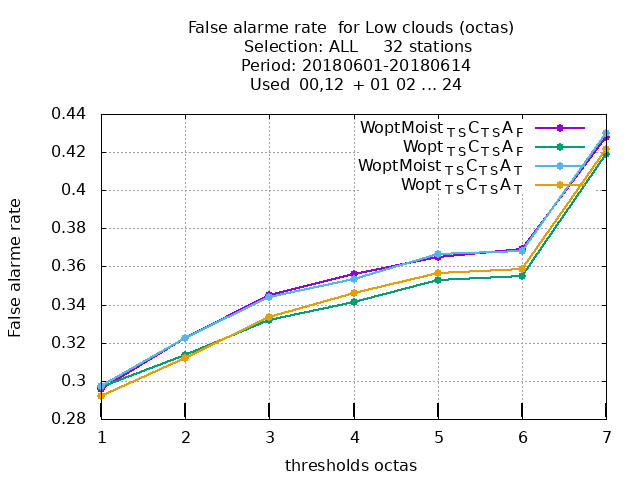 False alarme rate  for Low clouds (octas)
Selection: ALL     32 stations
Period: 20180601-20180614
Used  00,12  + 01 02 ... 24
0.44
0.42
0.4
0.38
0.36
0.34
0.32
0.3
0.28
False alarme rate
WoptMoist TS C TS A F
Wopt TS C TS A F
WoptMoist TS C TS A T
Wopt TS C TS A T
1 2 3 4 5 6 7
thresholds octas